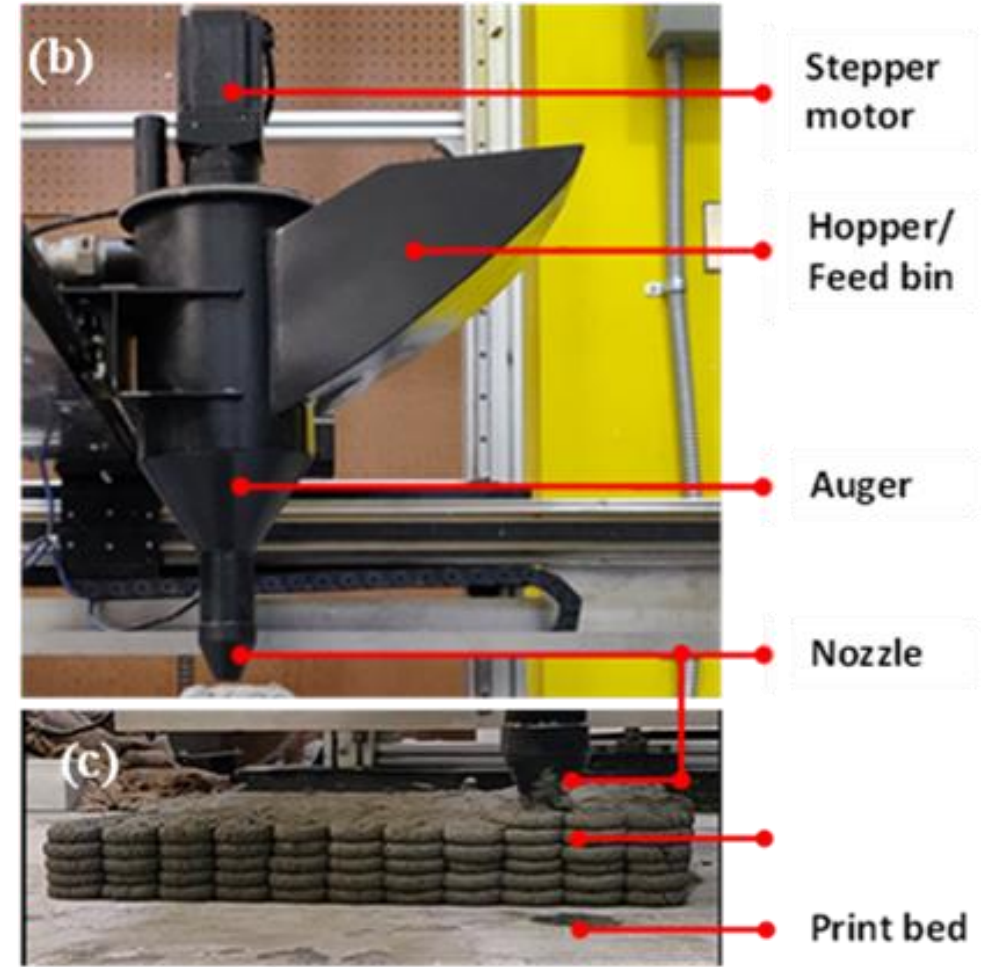 (b)
Stepper
motor
Hopper/
Feed bin
Auger
Nozzle
(c)
Print bed